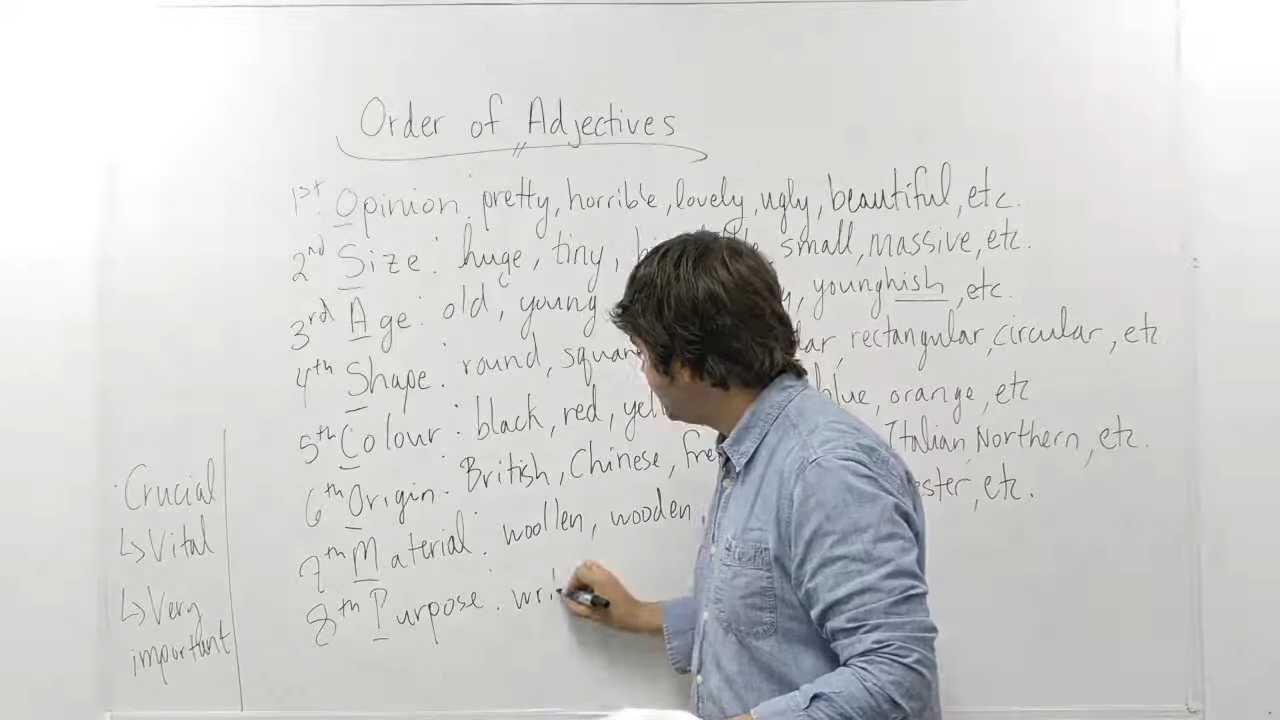 Order of Adjectives
1st. Opinion: pretty, horrible, lovely, ugly, beautiful, etc.
2nd Size: huge, tiny, small, massive, etc.
3rd Age: old, young, younghish, etc.
4th Shape: round, rectangular, circular, etc
5th Colour: black, red, blue, orange, etc
6th Origin: British, Chinese, Italian, Northern, etc.
7th Material: woollen, wooden, etc.
8th Purpose: wri
Crucial
↳ Vital
↳ Very
important